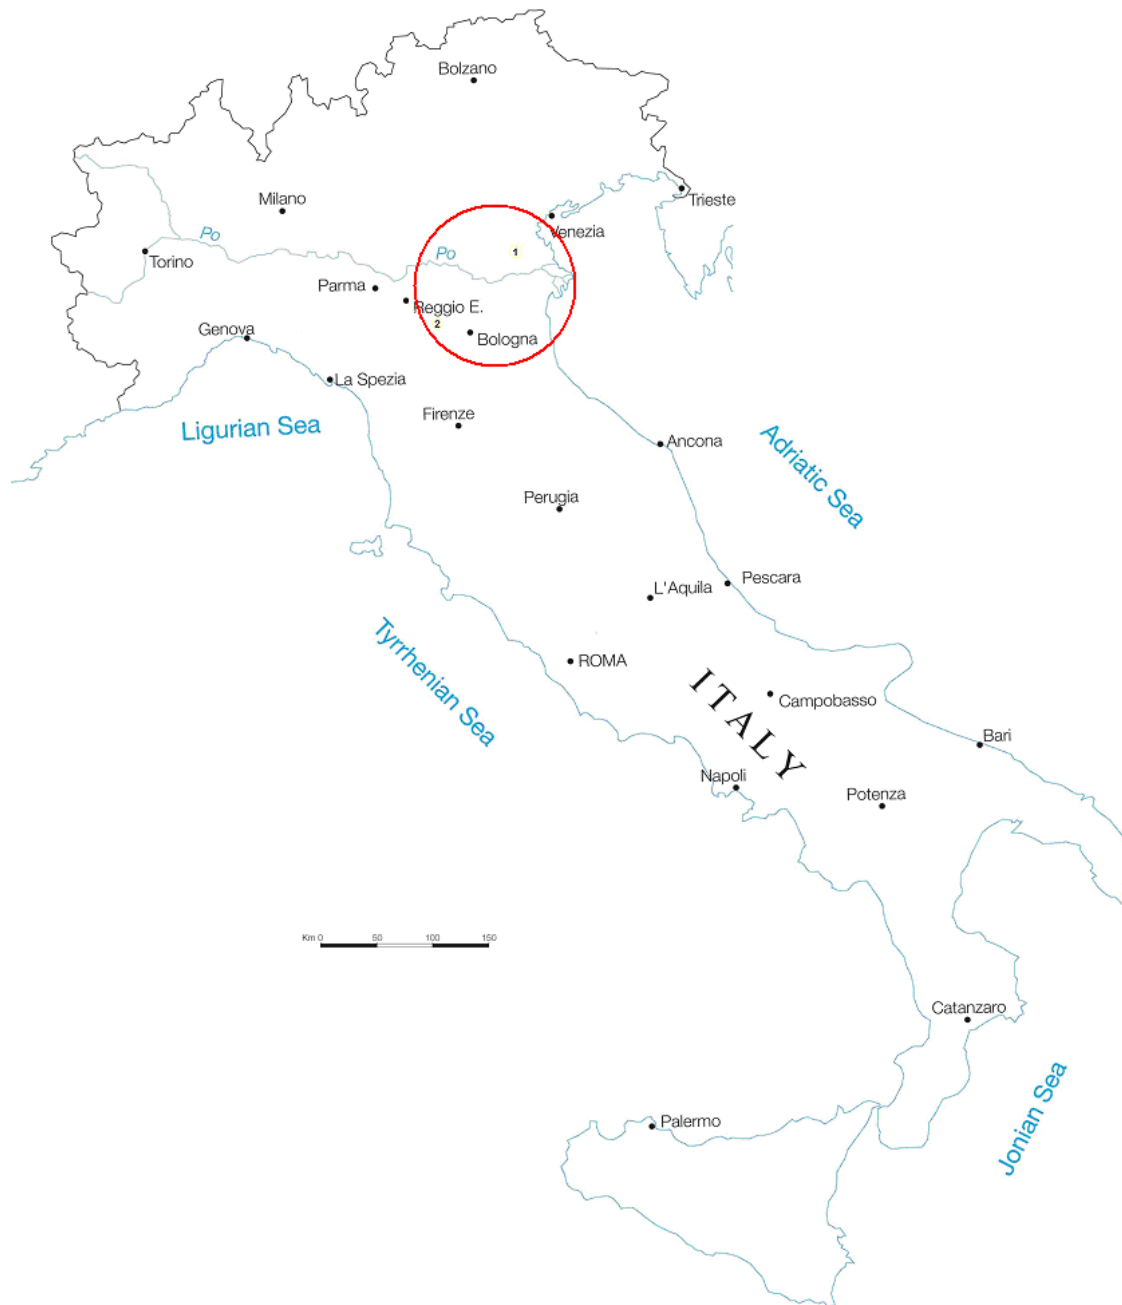 Bolzano
Milano
Trieste
Venezia
Po
Torino
Po
1
Parma
Reggio E.
2
Bologna
Genova
La Spezia
Firenze
Ligurian Sea
Ancona
Adriatic Sea
Perugia
L'Aquila
Pescara
Tyrrhenian Sea
ROMA
ITALY
Campobasso
Bari
Napoli
Potenza
Km 0 50 100 150
Catanzaro
Palermo
Jonian Sea